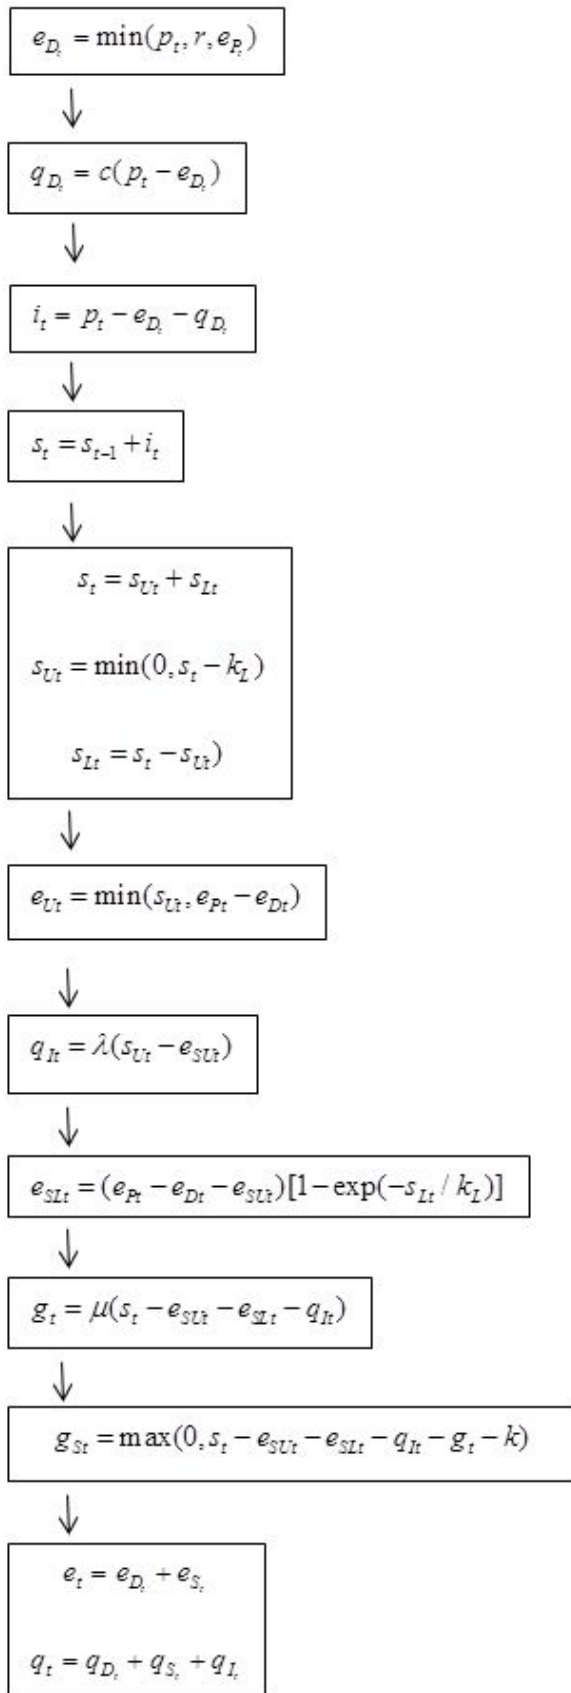 e_{D_t} = min(p_t, r, e_{P_t})
q_{D_t} = c(p_t − e_{D_t})
i_t = p_t − e_{D_t} − q_{D_t}
s_t = s_{t−1} + i_t
s_t = s_{Ut} + s_{Lt}
s_{Ut} = min(0, s_t − k_L)
s_{Lt} = s_t − s_{Ut})
e_{Ut} = min(s_{Ut}, e_{Pt} − e_{Dt})
q_{It} = λ(s_{Ut} − e_{SUt})
e_{SLt} = (e_{Pt} − e_{Dt} − e_{SUt})[1 − exp(−s_{Lt} / k_L)]
g_t = μ(s_t − e_{SUt} − e_{SLt} − q_{It})
g_{St} = max(0, s_t − e_{SUt} − e_{SLt} − q_{It} − g_t − k)
e_t = e_{D_t} + e_{S_t}
q_t = q_{D_t} + q_{S_t} + q_{I_t}